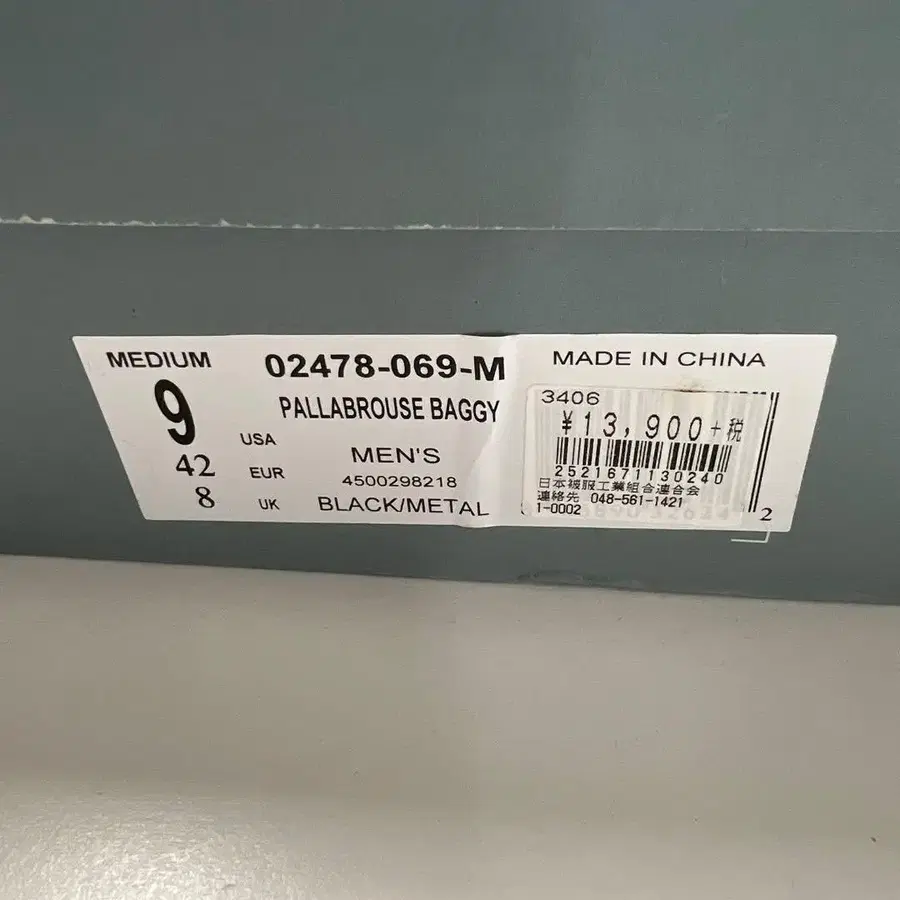 MEDIUM
9 USA
42 EUR
8 UK
02478-069-M
PALLABROUSE BAGGY
MEN'S
4500298218
BLACK/METAL
MADE IN CHINA
3406
¥13,900+税
2521671130240
日本被服工業組合連合会
連絡先 048-561-1421
1-0002
2